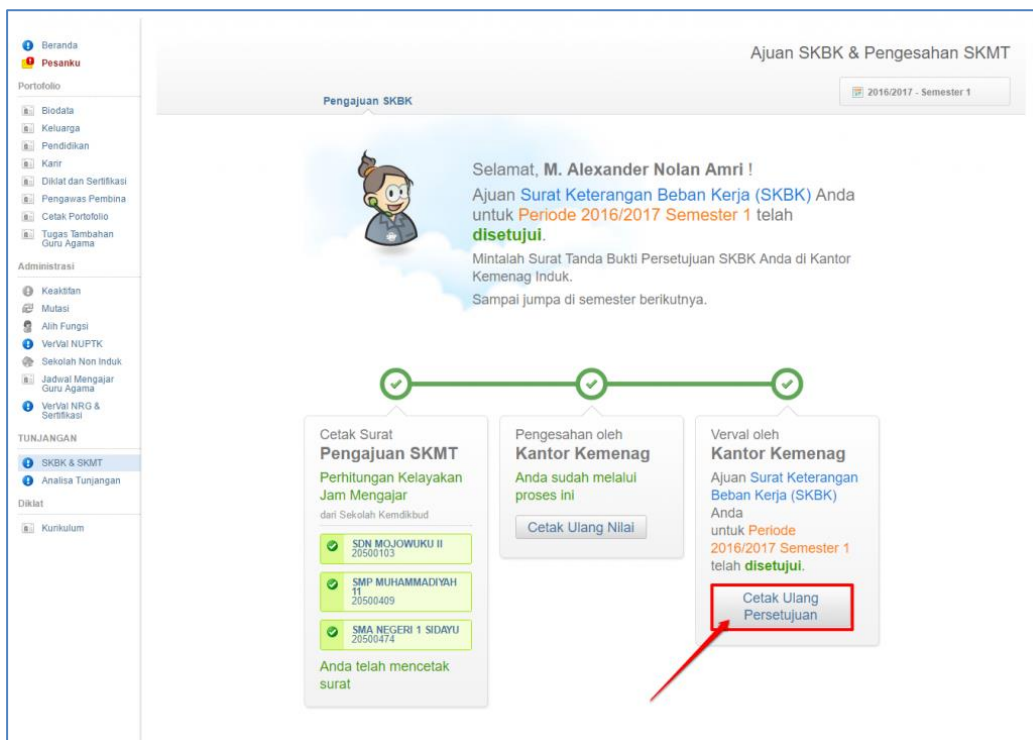 Beranda
Pesanku
Portofolio
Biodata
Keluarga
Pendidikan
Karir
Diklat dan Sertifikasi
Pengawas Pembina
Cetak Portofolio
Tugas Tambahan
Guru Agama
Administrasi
Keaktifan
Mutasi
Alih Fungsi
VerVal NUPTK
Sekolah Non Induk
Jadwal Mengajar
Guru Agama
VerVal NRG &
Sertifikasi
TUNJANGAN
SKBK & SKMT
Analisa Tunjangan
Diklat
Kurikulum
Ajuan SKBK & Pengesahan SKMT
2016/2017 - Semester 1
Pengajuan SKBK
Selamat, M. Alexander Nolan Amri !
Ajuan Surat Keterangan Beban Kerja (SKBK) Anda
untuk Periode 2016/2017 Semester 1 telah
disetujui.
Mintalah Surat Tanda Bukti Persetujuan SKBK Anda di Kantor
Kemenag Induk.
Sampai jumpa di semester berikutnya.
Cetak Surat
Pengajuan SKMT
Perhitungan Kelayakan
Jam Mengajar
dari Sekolah Kemdikbud
SDN MOJOWUKU II
20500103
SMP MUHAMMADIYAH
11
20500409
SMA NEGERI 1 SIDAYU
20500474
Anda telah mencetak
surat
Pengesahan oleh
Kantor Kemenag
Anda sudah melalui
proses ini
Cetak Ulang Nilai
Verval oleh
Kantor Kemenag
Ajuan Surat Keterangan
Beban Kerja (SKBK)
Anda
untuk Periode
2016/2017 Semester 1
telah disetujui.
Cetak Ulang
Persetujuan